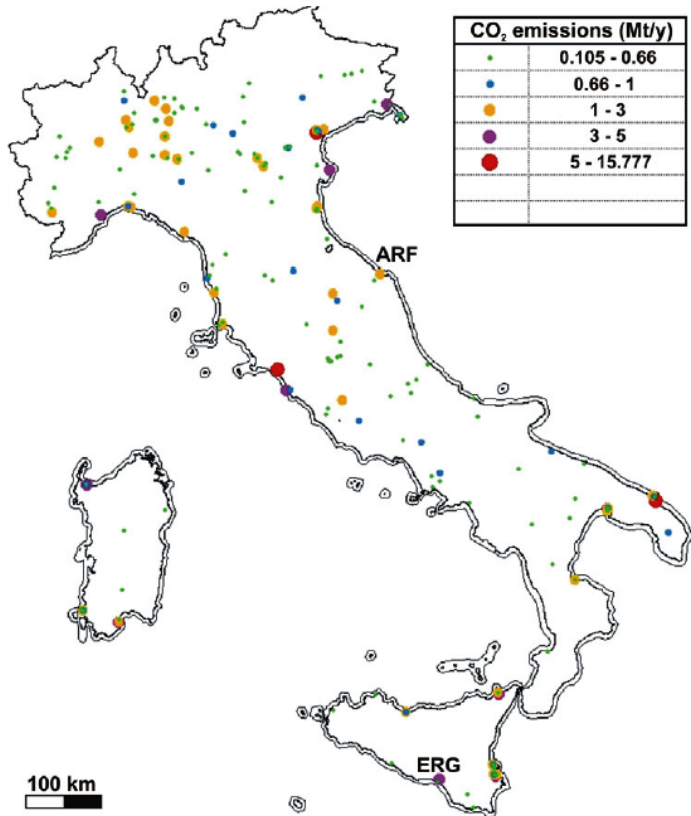 CO₂ emissions (Mt/y)
0.105 - 0.66
0.66 - 1
1 - 3
3 - 5
5 - 15.777
ARF
ERG
100 km